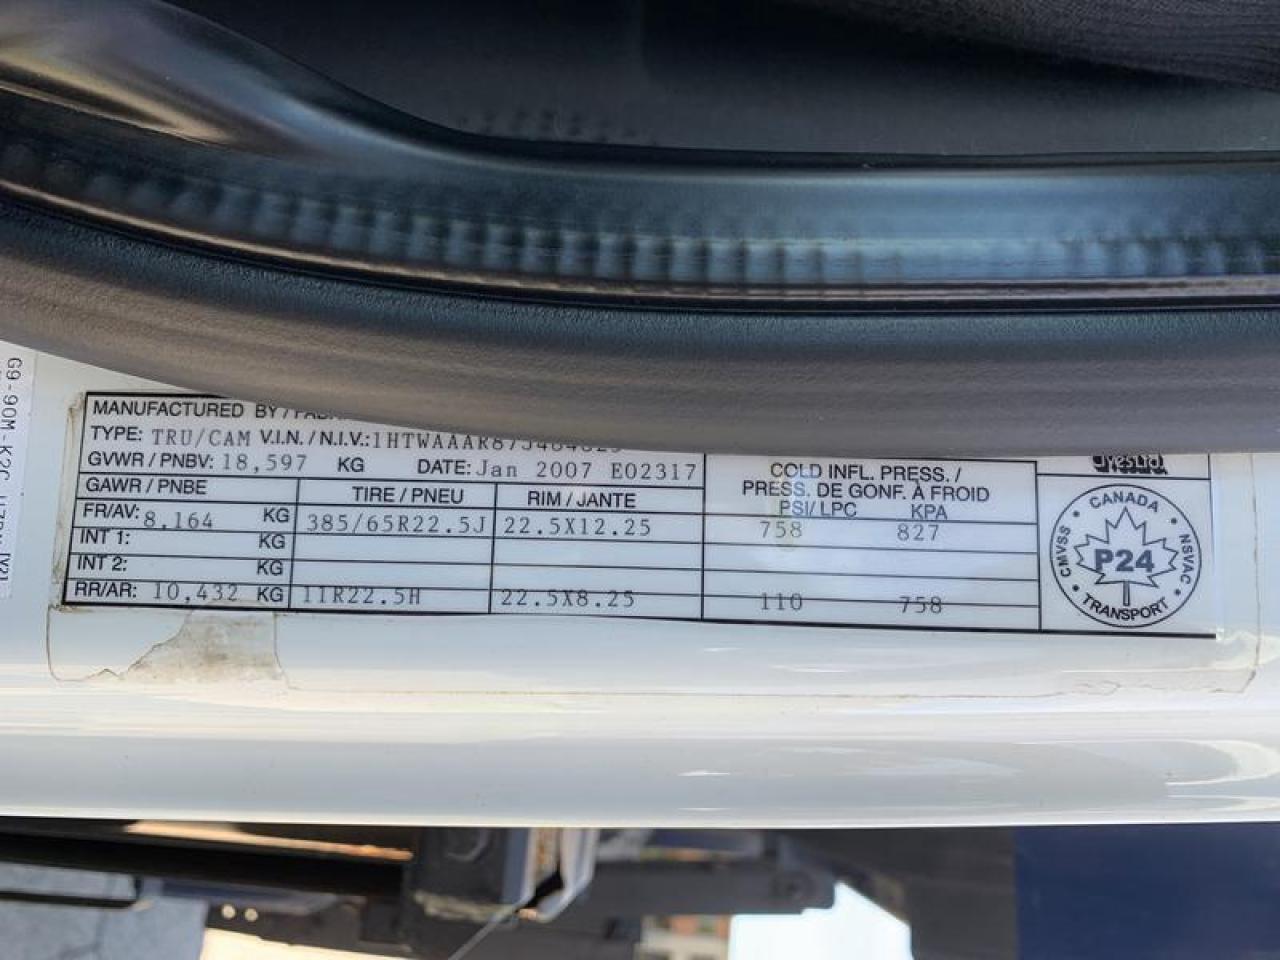 MANUFACTURED BY /
TYPE: TRU/CAM V.I.N. / N.I.V.:
GVWR / PNBV: 18,597 KG DATE: Jan 2007 E02317
GAWR / PNBE TIRE / PNEU RIM / JANTE COLD INFL. PRESS. /
PRESS. DE GONF. À FROID
PSI/ LPC KPA
FR/AV: 8,164 KG 385/65R22.5J 22.5X12.25 758 827
INT 1: KG
INT 2: KG
RR/AR: 10,432 KG 11R22.5H 22.5X8.25 110 758
CANADA
CMVSS P24 NSVAC
TRANSPORT
G9-90M-K2C